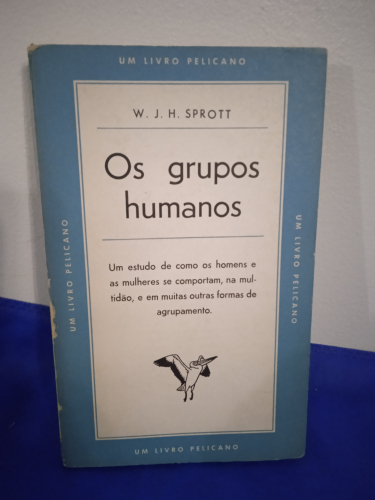 UM LIVRO PELICANO
W. J. H. SPROTT
Os grupos
humanos
Um estudo de como os homens e
as mulheres se comportam, na mul-
tidão, e em muitas outras formas de
agrupamento.
UM LIVRO PELICANO
UM LIVRO PELICANO
UM LIVRO PELICANO